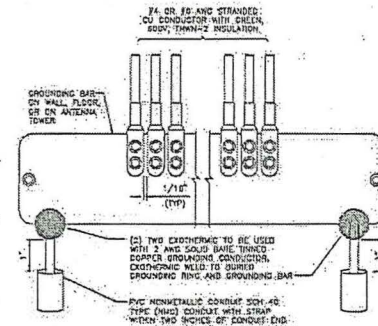 #4 OR #6 AWG STRANDED
CU CONDUCTOR WITH GREEN,
600V, THWN-2 INSULATION
GROUNDING BAR
ON WALL, FLOOR,
OR ON ANTENNA
TOWER
1/16"
(TYP)
(2) TWO EXOTHERMIC TO BE USED
WITH 2 AWG SOLID BARE TINNED
COPPER GROUNDING CONDUCTOR,
EXOTHERMIC WELD TO BURIED
GROUNDING RING AND GROUNDING BAR
PVC NONMETALLIC CONDUIT SCH 40
TYPE (NMC) CONDUIT WITH STRAP
WITHIN TWO INCHES OF CONDUIT END